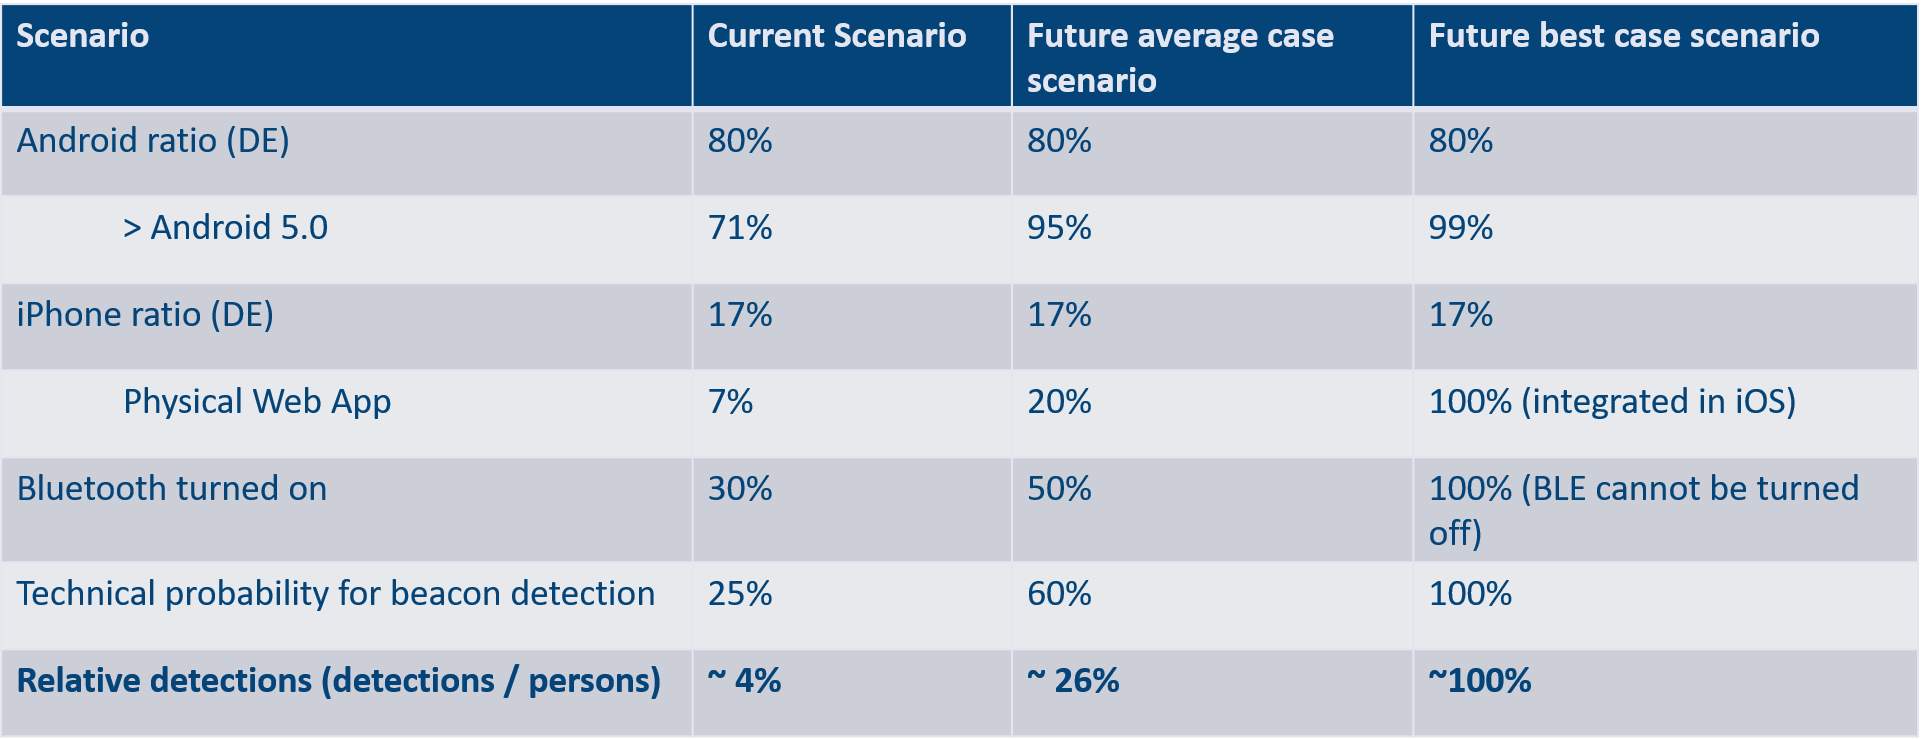 Scenario Current Scenario Future average case scenario Future best case scenario
Android ratio (DE) 80% 80% 80%
> Android 5.0 71% 95% 99%
iPhone ratio (DE) 17% 17% 17%
Physical Web App 7% 20% 100% (integrated in iOS)
Bluetooth turned on 30% 50% 100% (BLE cannot be turned off)
Technical probability for beacon detection 25% 60% 100%
Relative detections (detections / persons) ~ 4% ~ 26% ~100%